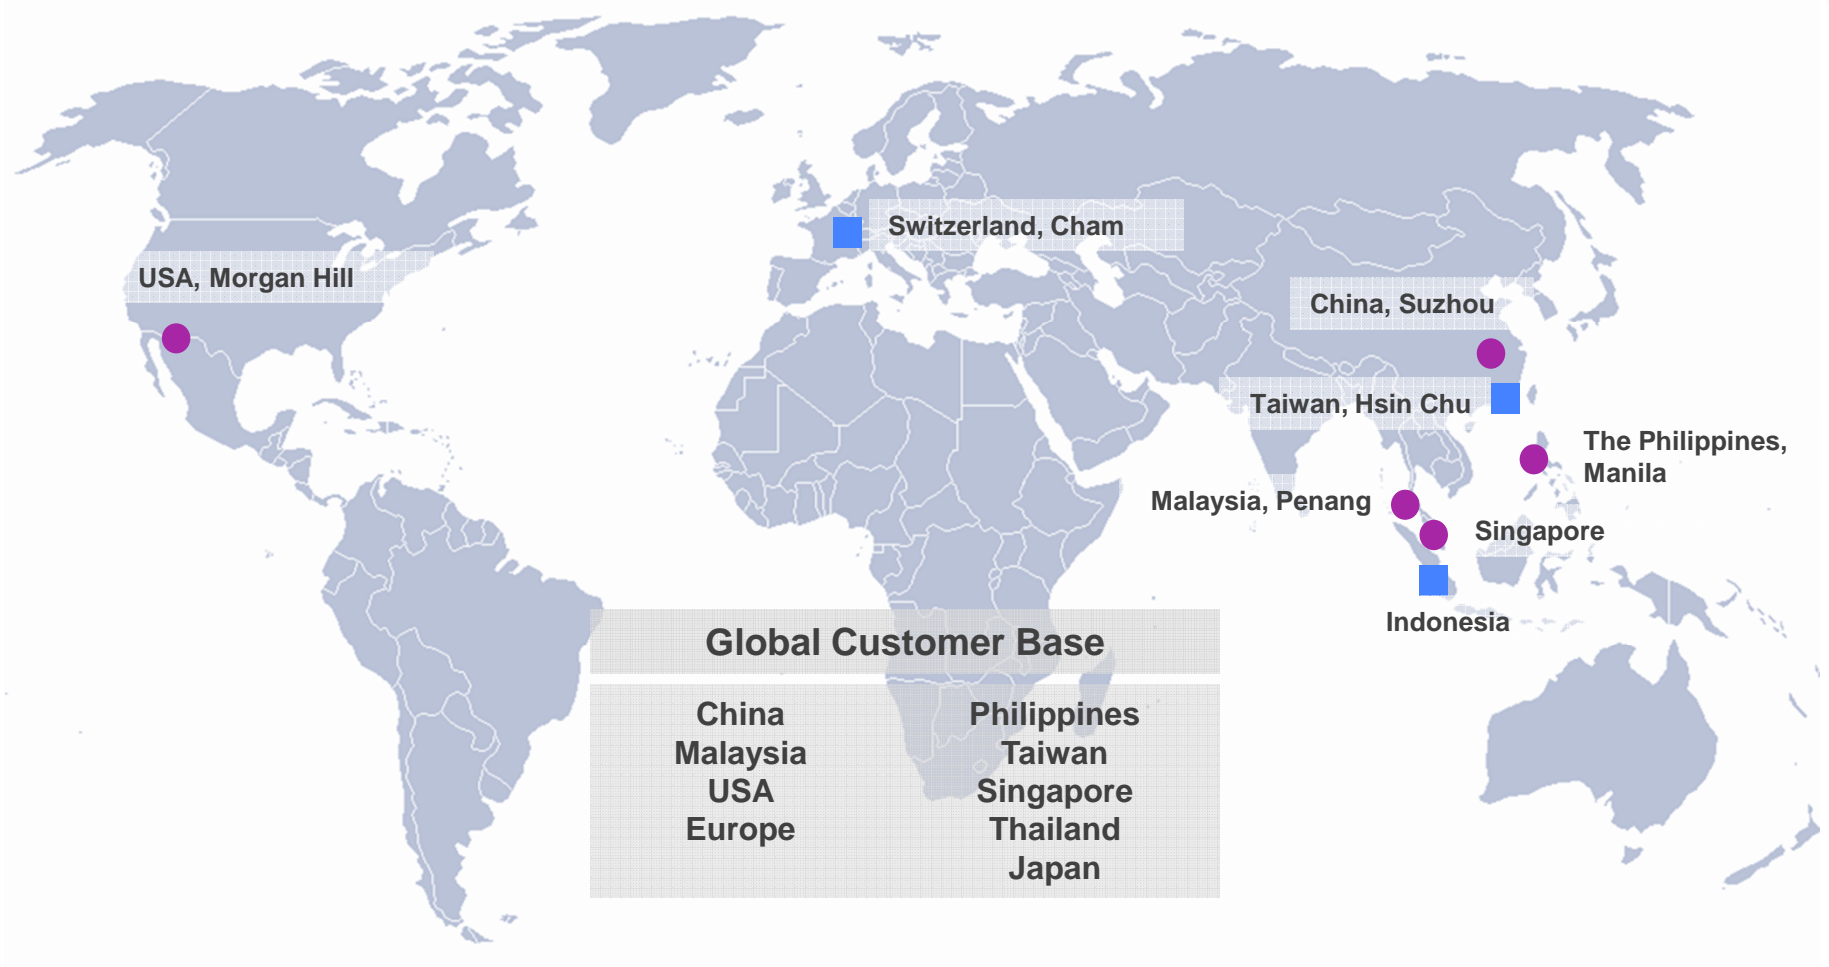 Switzerland, Cham
USA, Morgan Hill
China, Suzhou
Taiwan, Hsin Chu
The Philippines,
Manila
Malaysia, Penang
Singapore
Indonesia
Global Customer Base
China
Malaysia
USA
Europe
Philippines
Taiwan
Singapore
Thailand
Japan